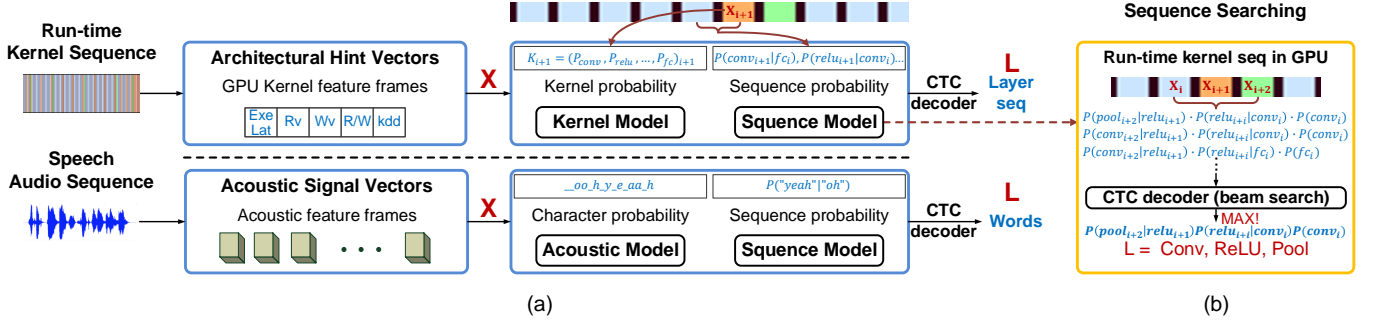 Run-time
Kernel Sequence
Architectural Hint Vectors
GPU Kernel feature frames
Exe Lat
Rv
Wv
R/W
kdd
X
X_{i+1}
K_{i+1} = (P_{conv}, P_{relu}, ..., P_{fc})_{i+1}
Kernel probability
Kernel Model
P(conv_{i+1}|fc_i), P(relu_{i+1}|conv_i)...
Sequence probability
Squence Model
CTC
decoder
L
Layer
seq
Speech
Audio Sequence
Acoustic Signal Vectors
Acoustic feature frames
X
__oo_h_y_e_aa_h
Character probability
Acoustic Model
P("yeah"|"oh")
Sequence probability
Squence Model
CTC
decoder
L
Words
(a)
Sequence Searching
Run-time kernel seq in GPU
X_i X_{i+1} X_{i+2}
P(pool_{i+2}|relu_{i+1}) · P(relu_{i+i}|conv_i) · P(conv_i)
P(conv_{i+2}|relu_{i+1}) · P(relu_{i+i}|conv_i) · P(conv_i)
P(conv_{i+2}|relu_{i+1}) · P(relu_{i+i}|fc_i) · P(fc_i)
CTC decoder (beam search)
MAX!
P(pool_{i+2}|relu_{i+1})P(relu_{i+i}|conv_i)P(conv_i)
L = Conv, ReLU, Pool
(b)